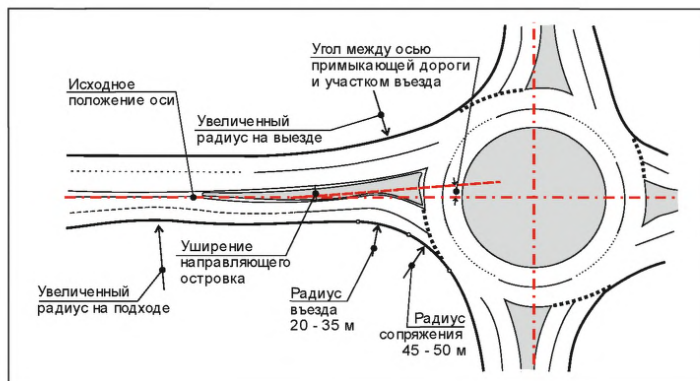 Угол между осью
примыкающей дороги
и участком въезда
Исходное
положение оси
Увеличенный
радиус на выезде
Уширение
направляющего
островка
Увеличенный
радиус на подходе
Радиус
въезда
20 - 35 м
Радиус
сопряжения
45 - 50 м